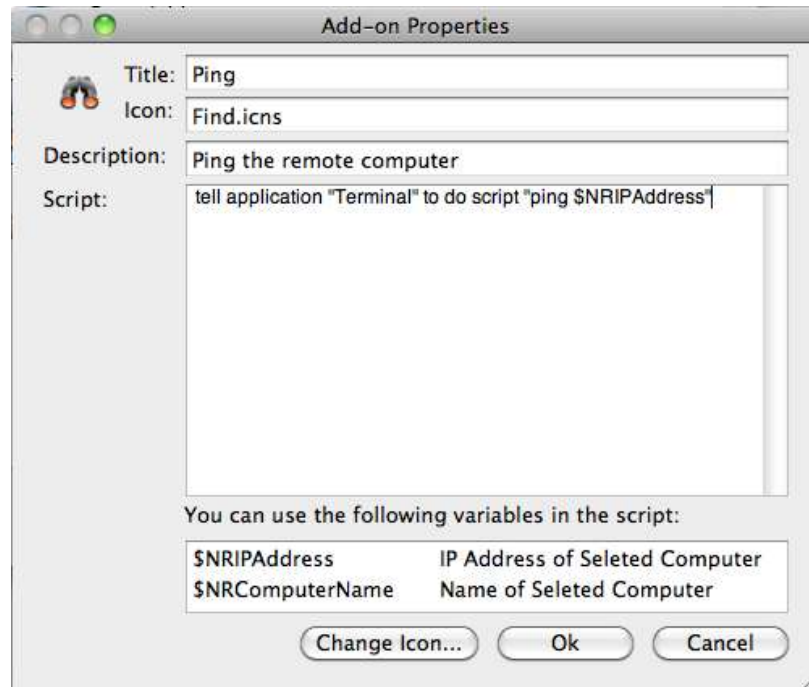 Add-on Properties
Title: Ping
Icon: Find.icns
Description: Ping the remote computer
Script: tell application "Terminal" to do script "ping $NRIPAddress"
You can use the following variables in the script:
$NRIPAddress IP Address of Seleted Computer
$NRComputerName Name of Seleted Computer
Change Icon... Ok Cancel